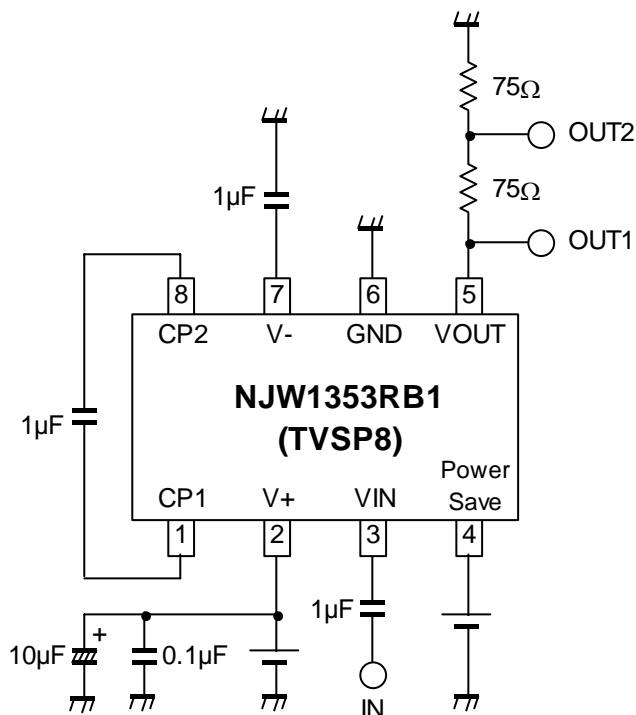 75Ω
OUT2
1µF
75Ω
OUT1
8 7 6 5
CP2 V- GND VOUT
NJW1353RB1
(TVSP8)
1µF
Power
Save
CP1 V+ VIN
1 2 3 4
+
10µF
0.1µF
1µF
IN